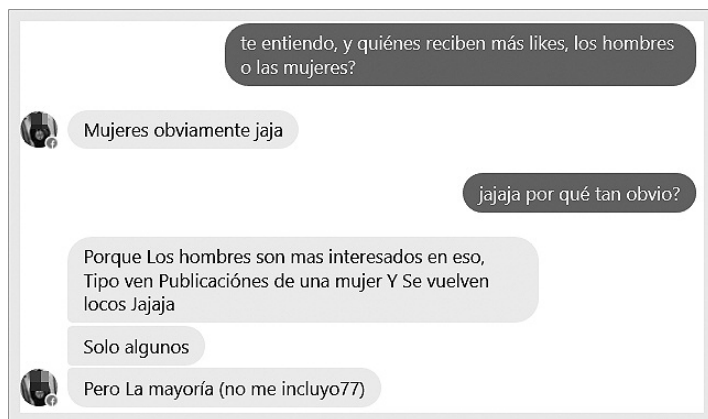 te entiendo, y quiénes reciben más likes, los hombres
o las mujeres?
Mujeres obviamente jaja
jajaja por qué tan obvio?
Porque Los hombres son mas interesados en eso,
Tipo ven Publicaciónes de una mujer Y Se vuelven
locos Jajaja
Solo algunos
Pero La mayoría (no me incluyo77)